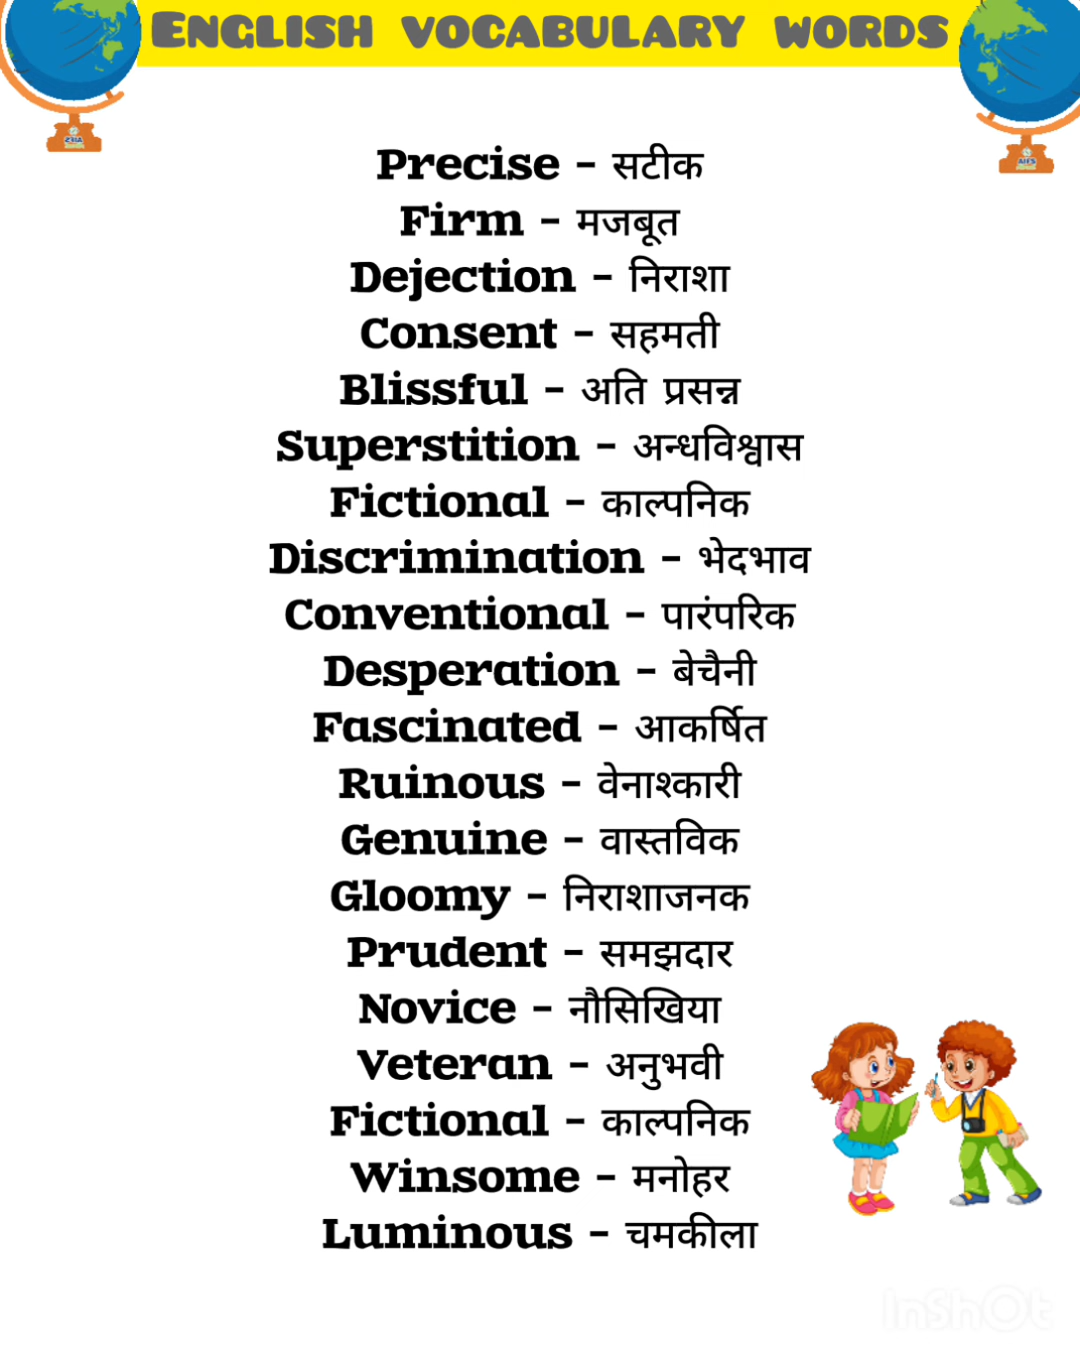 ENGLISH VOCABULARY WORDS
AIES
Precise - सटीक
Firm - मजबूत
Dejection - निराशा
Consent - सहमती
Blissful - अति प्रसन्न
Superstition - अन्धविश्वास
Fictional - काल्पनिक
Discrimination - भेदभाव
Conventional - पारंपरिक
Desperation - बेचैनी
Fascinated - आकर्षित
Ruinous - वेनाश्कारी
Genuine - वास्तविक
Gloomy - निराशाजनक
Prudent - समझदार
Novice - नौसिखिया
Veteran - अनुभवी
Fictional - काल्पनिक
Winsome - मनोहर
Luminous - चमकीला
InShOt